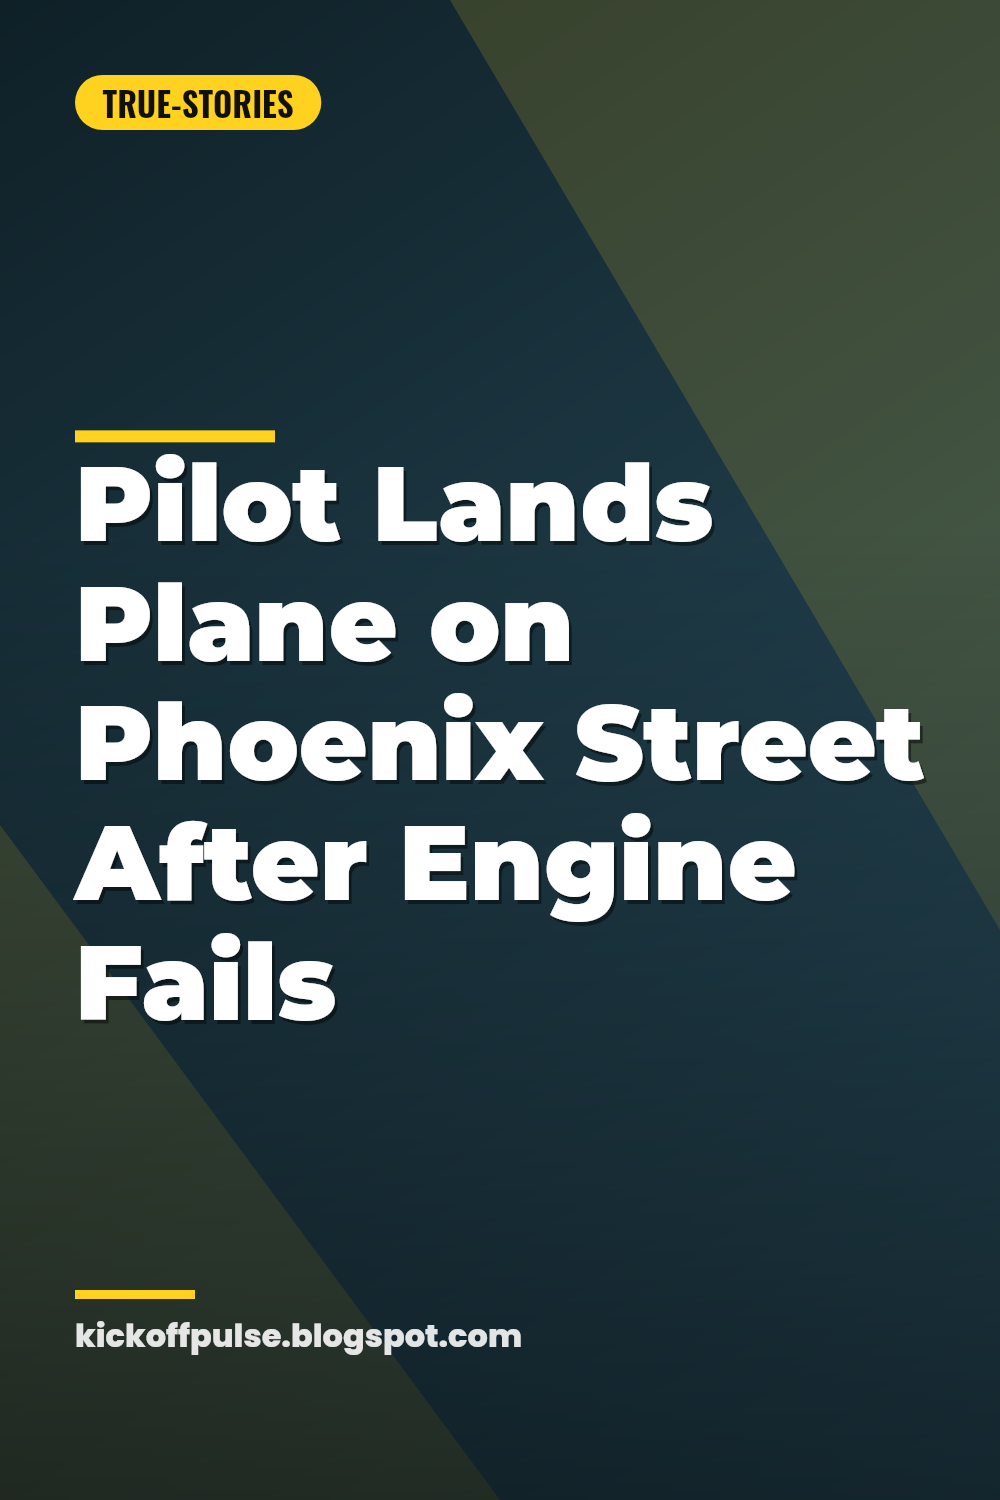 TRUE-STORIES
Pilot Lands
Plane on
Phoenix Street
After Engine
Fails
kickoffpulse.blogspot.com